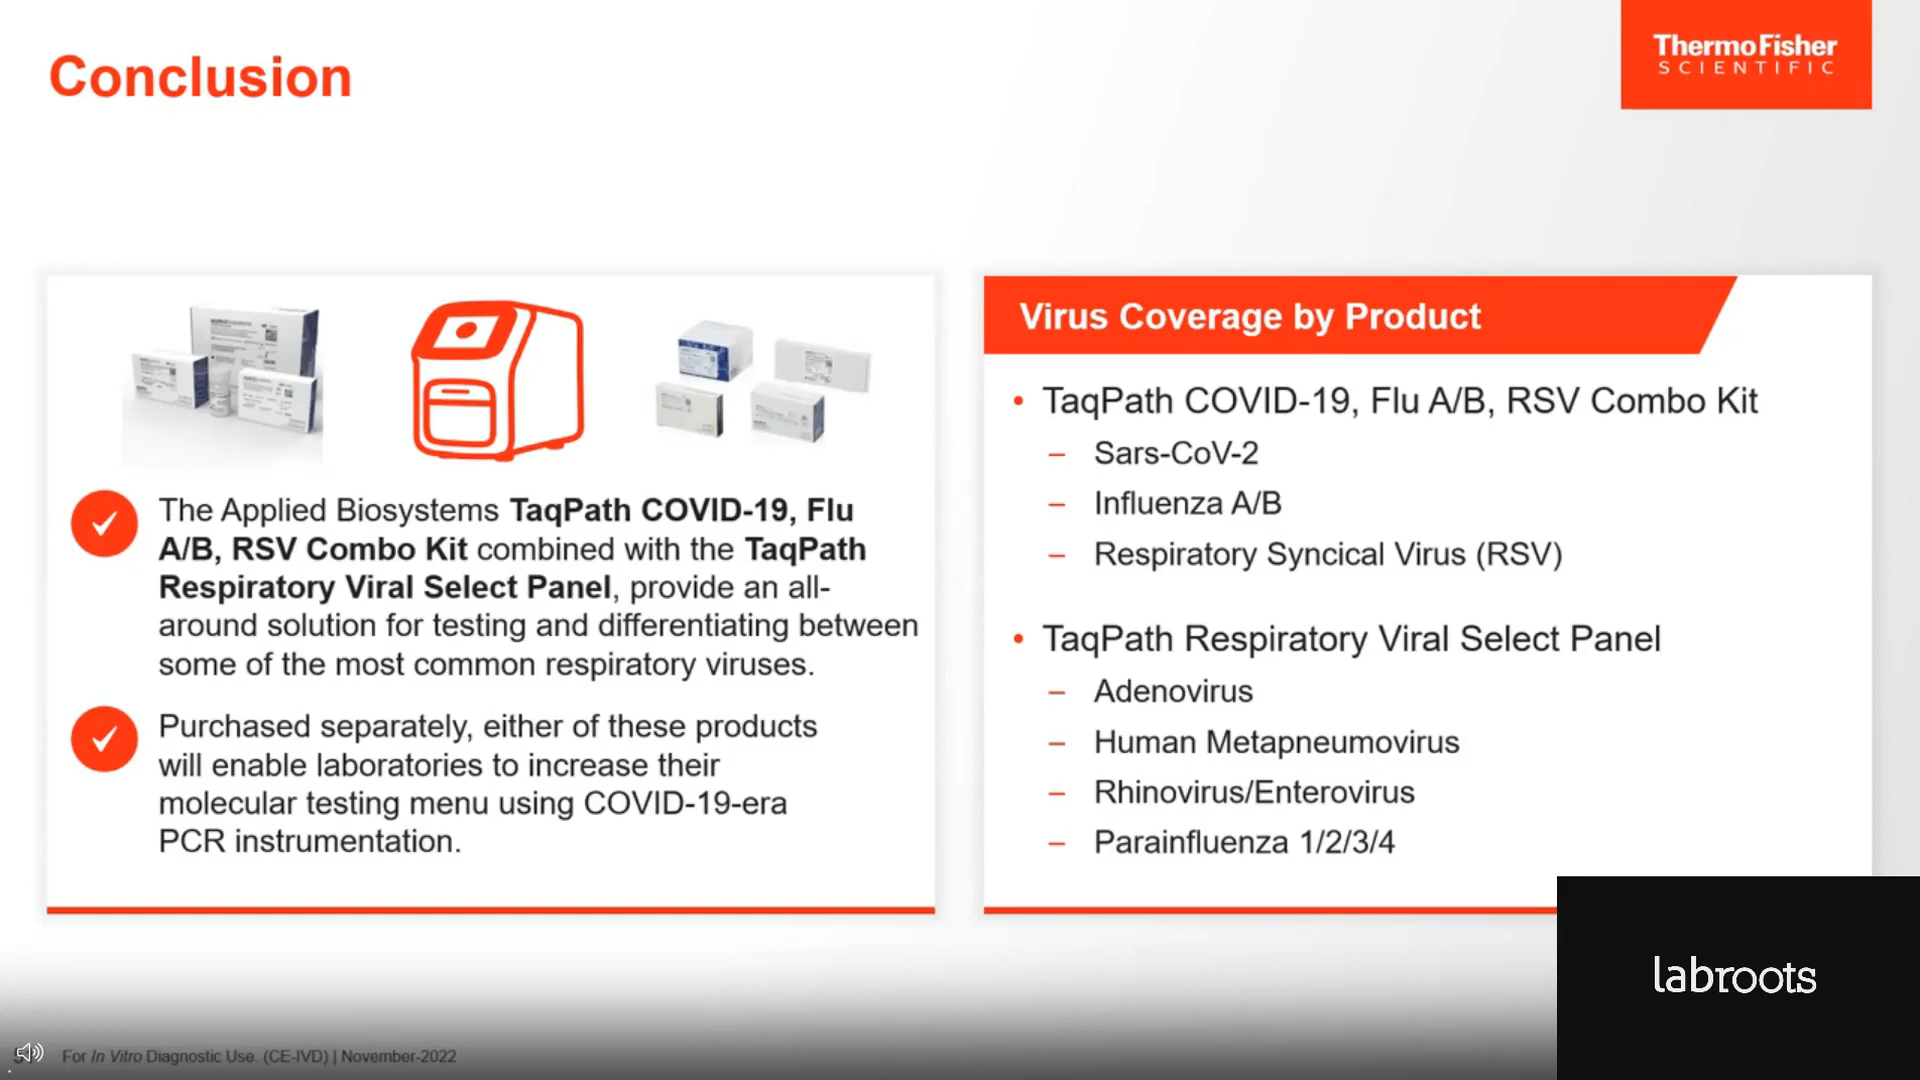 Conclusion
ThermoFisher
SCIENTIFIC
The Applied Biosystems TaqPath COVID-19, Flu
A/B, RSV Combo Kit combined with the TaqPath
Respiratory Viral Select Panel, provide an all-
around solution for testing and differentiating between
some of the most common respiratory viruses.
Purchased separately, either of these products
will enable laboratories to increase their
molecular testing menu using COVID-19-era
PCR instrumentation.
Virus Coverage by Product
• TaqPath COVID-19, Flu A/B, RSV Combo Kit
– Sars-CoV-2
– Influenza A/B
– Respiratory Syncical Virus (RSV)
• TaqPath Respiratory Viral Select Panel
– Adenovirus
– Human Metapneumovirus
– Rhinovirus/Enterovirus
– Parainfluenza 1/2/3/4
labroots
For In Vitro Diagnostic Use. (CE-IVD) | November-2022